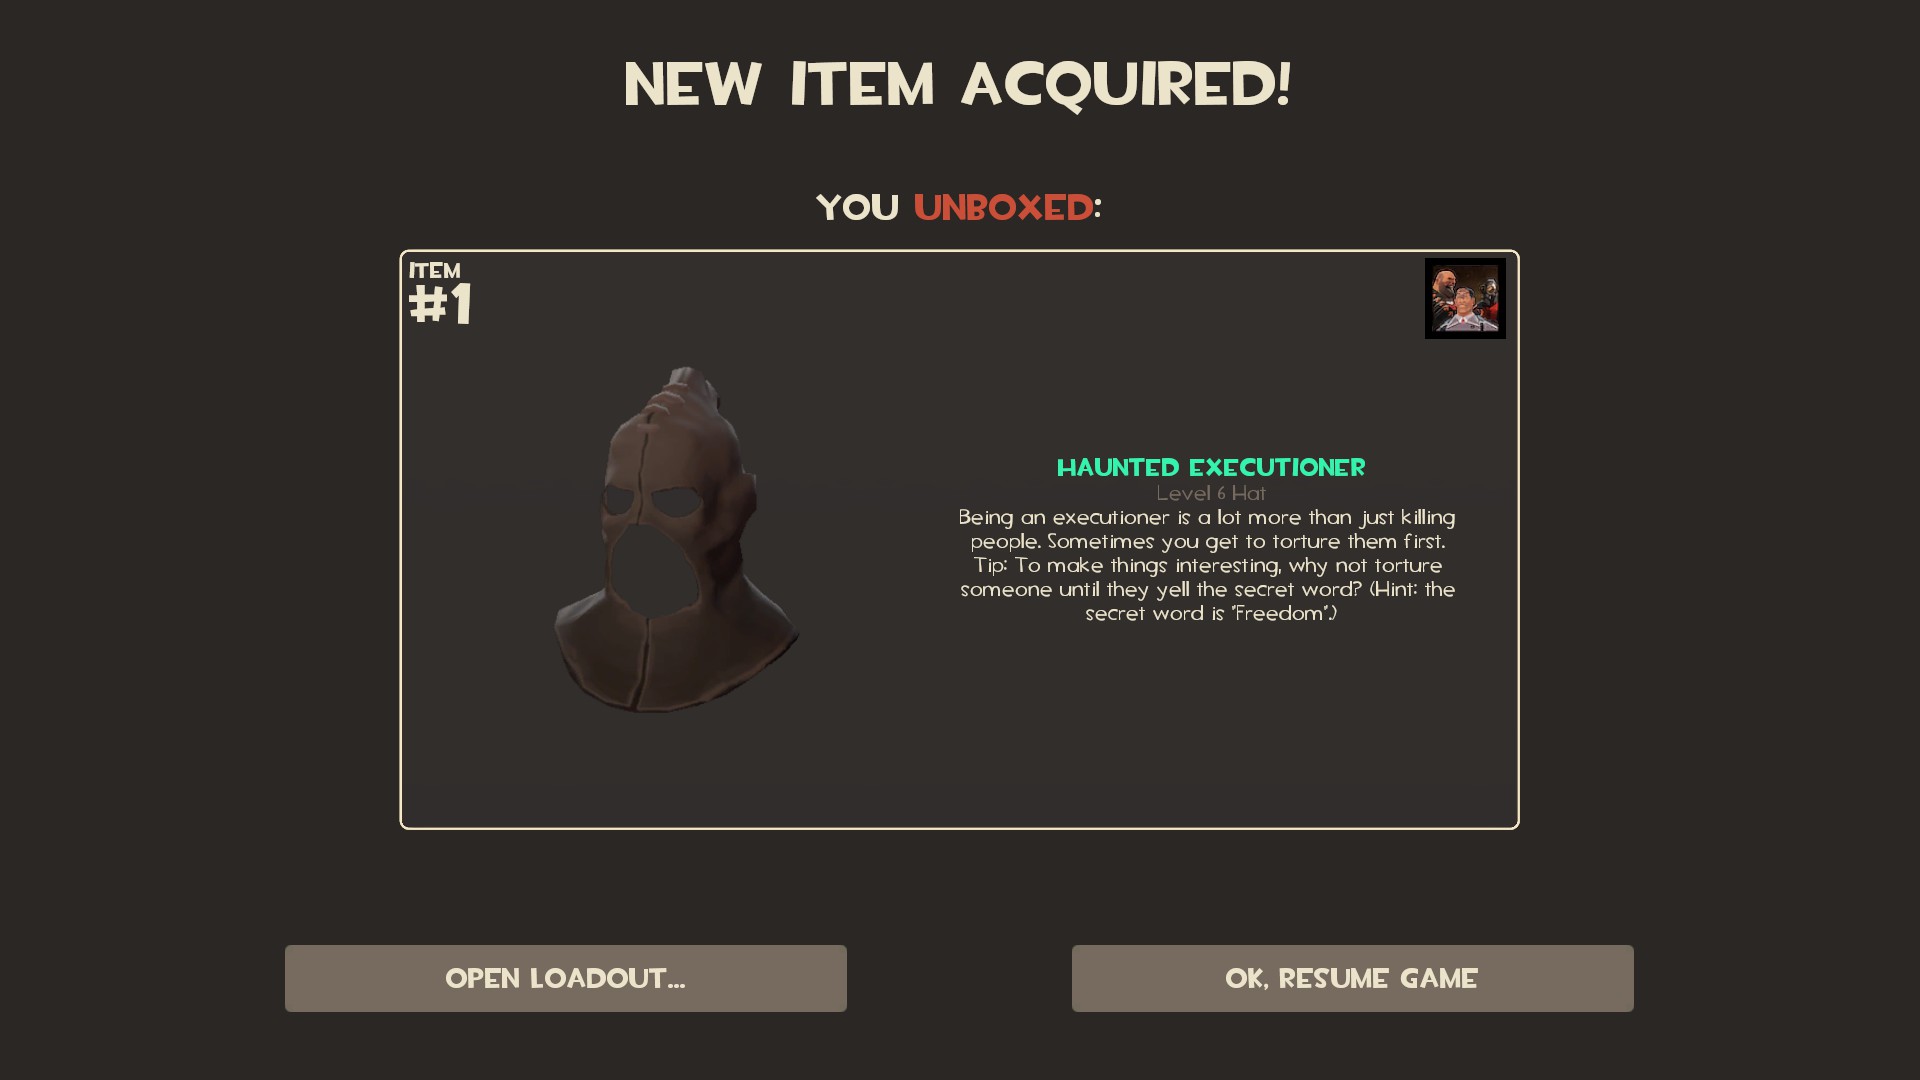 NEW ITEM ACQUIRED!
YOU UNBOXED:
ITEM
#1
HAUNTED EXECUTIONER
Level 6 Hat
Being an executioner is a lot more than just killing
people. Sometimes you get to torture them first.
Tip: To make things interesting, why not torture
someone until they yell the secret word? (Hint: the
secret word is "Freedom".)
OPEN LOADOUT...
OK, RESUME GAME